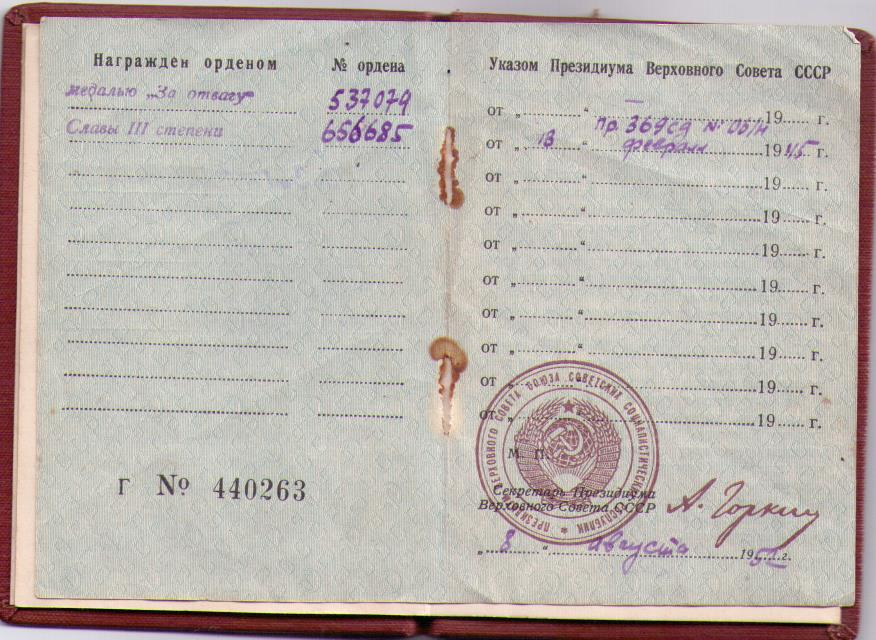 Награжден орденом
№ ордена
медалью „За отвагу“
537079
Славы III степени
656685
Г № 440263
Указом Президиума Верховного Совета СССР
от „ “ 19 г.
пр. 369сд № Об/Н
от „ 13 февраля 1945 г.
от „ “ 19 г.
от „ “ 19 г.
от „ “ 19 г.
от „ “ 19 г.
от „ “ 19 г.
от „ “ 19 г.
от „ “ 19 г.
от „ “ 19 г.
М. П.
ПРЕЗИДИУМ ВЕРХОВНОГО СОВЕТА СОЮЗА СОВЕТСКИХ СОЦИАЛИСТИЧЕСКИХ РЕСПУБЛИК
Секретарь Президиума
Верховного Совета СССР
А. Горкин
„ 8 “ августа 1952 г.